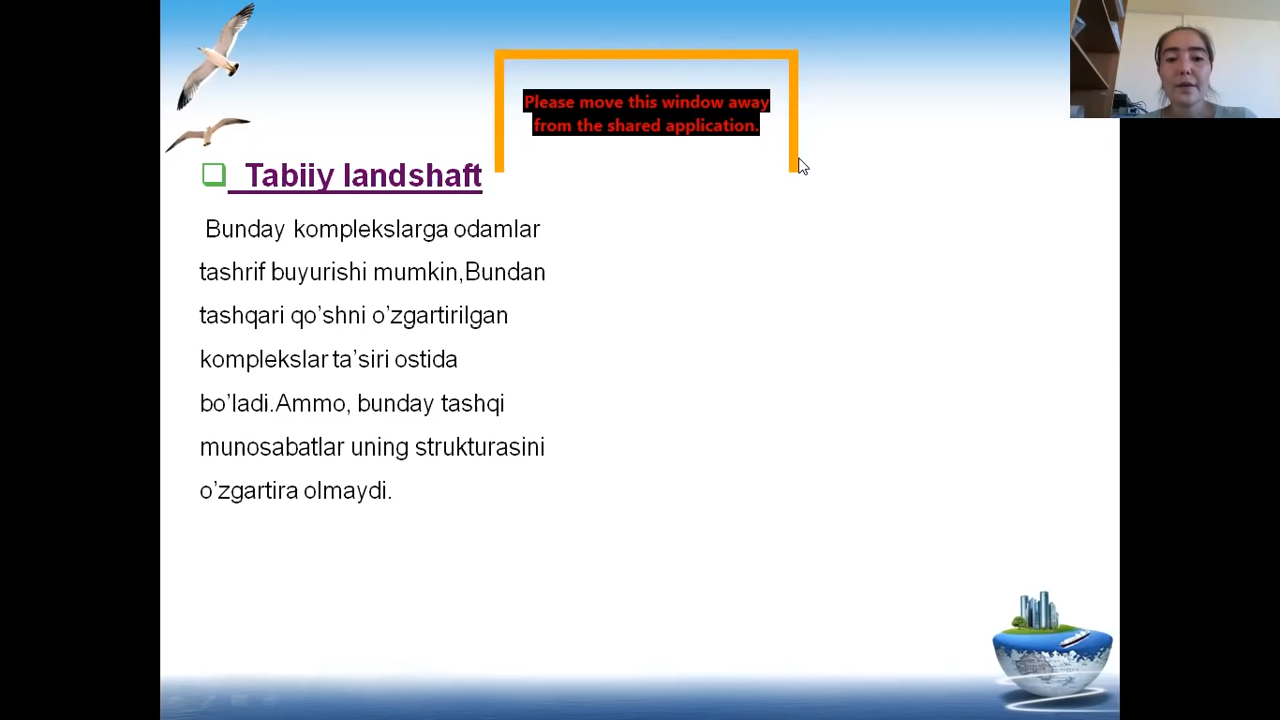 Please move this window away
from the shared application.
Tabiiy landshaft
Bunday komplekslarga odamlar
tashrif buyurishi mumkin,Bundan
tashqari qo’shni o’zgartirilgan
komplekslar ta’siri ostida
bo’ladi.Ammo, bunday tashqi
munosabatlar uning strukturasini
o’zgartira olmaydi.